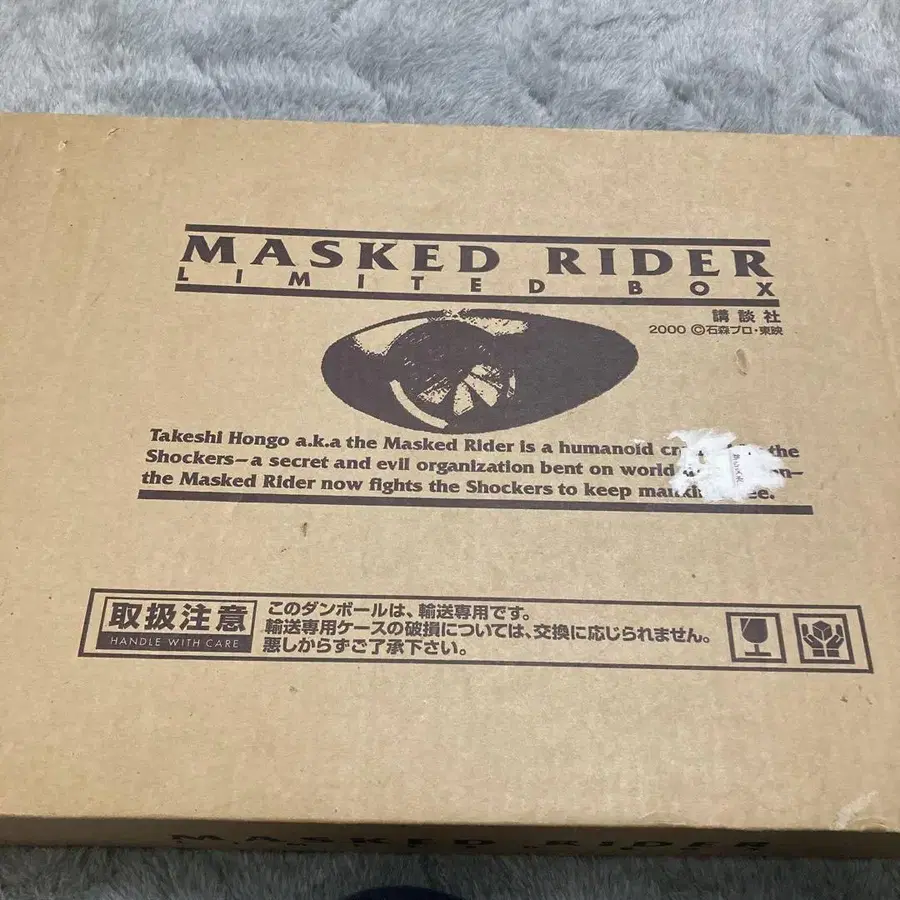 MASKED RIDER
LIMITED BOX
講談社
2000 ©石森プロ・東映
Takeshi Hongo a.k.a the Masked Rider is a humanoid the
Shockers—a secret and evil organization bent on world
the Masked Rider now fights the Shockers to keep
取扱注意
HANDLE WITH CARE
このダンボールは、輸送専用です。
輸送専用ケースの破損については、交換に応じられません。
悪しからずご了承下さい。
MASKED RIDER